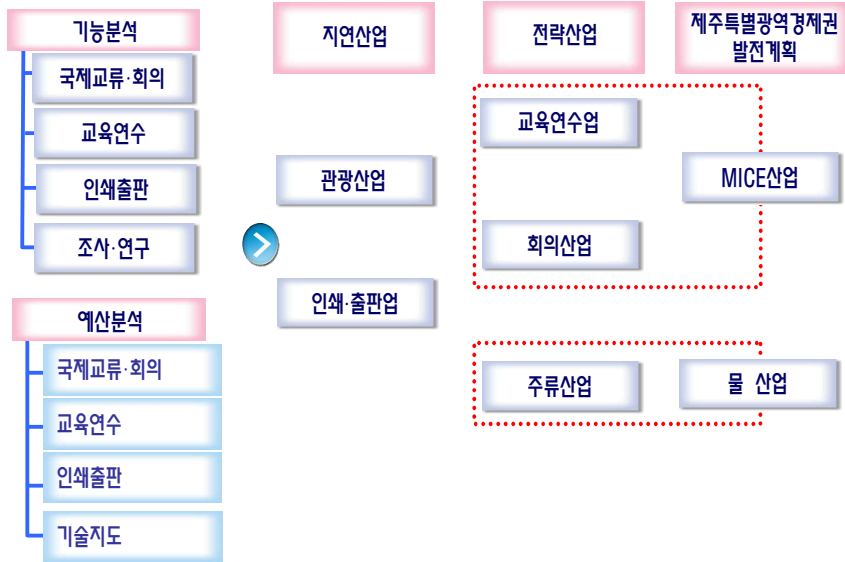 기능분석
국제교류·회의
교육연수
인쇄출판
조사·연구
예산분석
국제교류·회의
교육연수
인쇄출판
기술지도
지연산업
관광산업
인쇄·출판업
전략산업
교육연수업
회의산업
주류산업
제주특별광역경제권
발전계획
MICE산업
물 산업